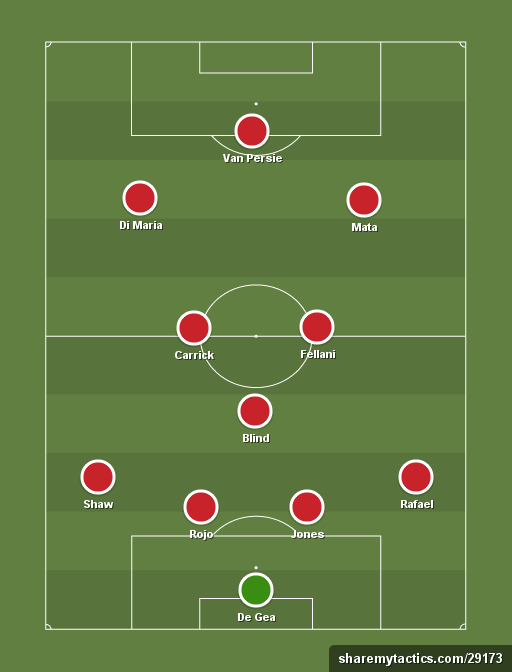 Van Persie
Di Maria
Mata
Carrick
Fellani
Blind
Shaw
Rafael
Rojo
Jones
De Gea
sharemytactics.com/29173